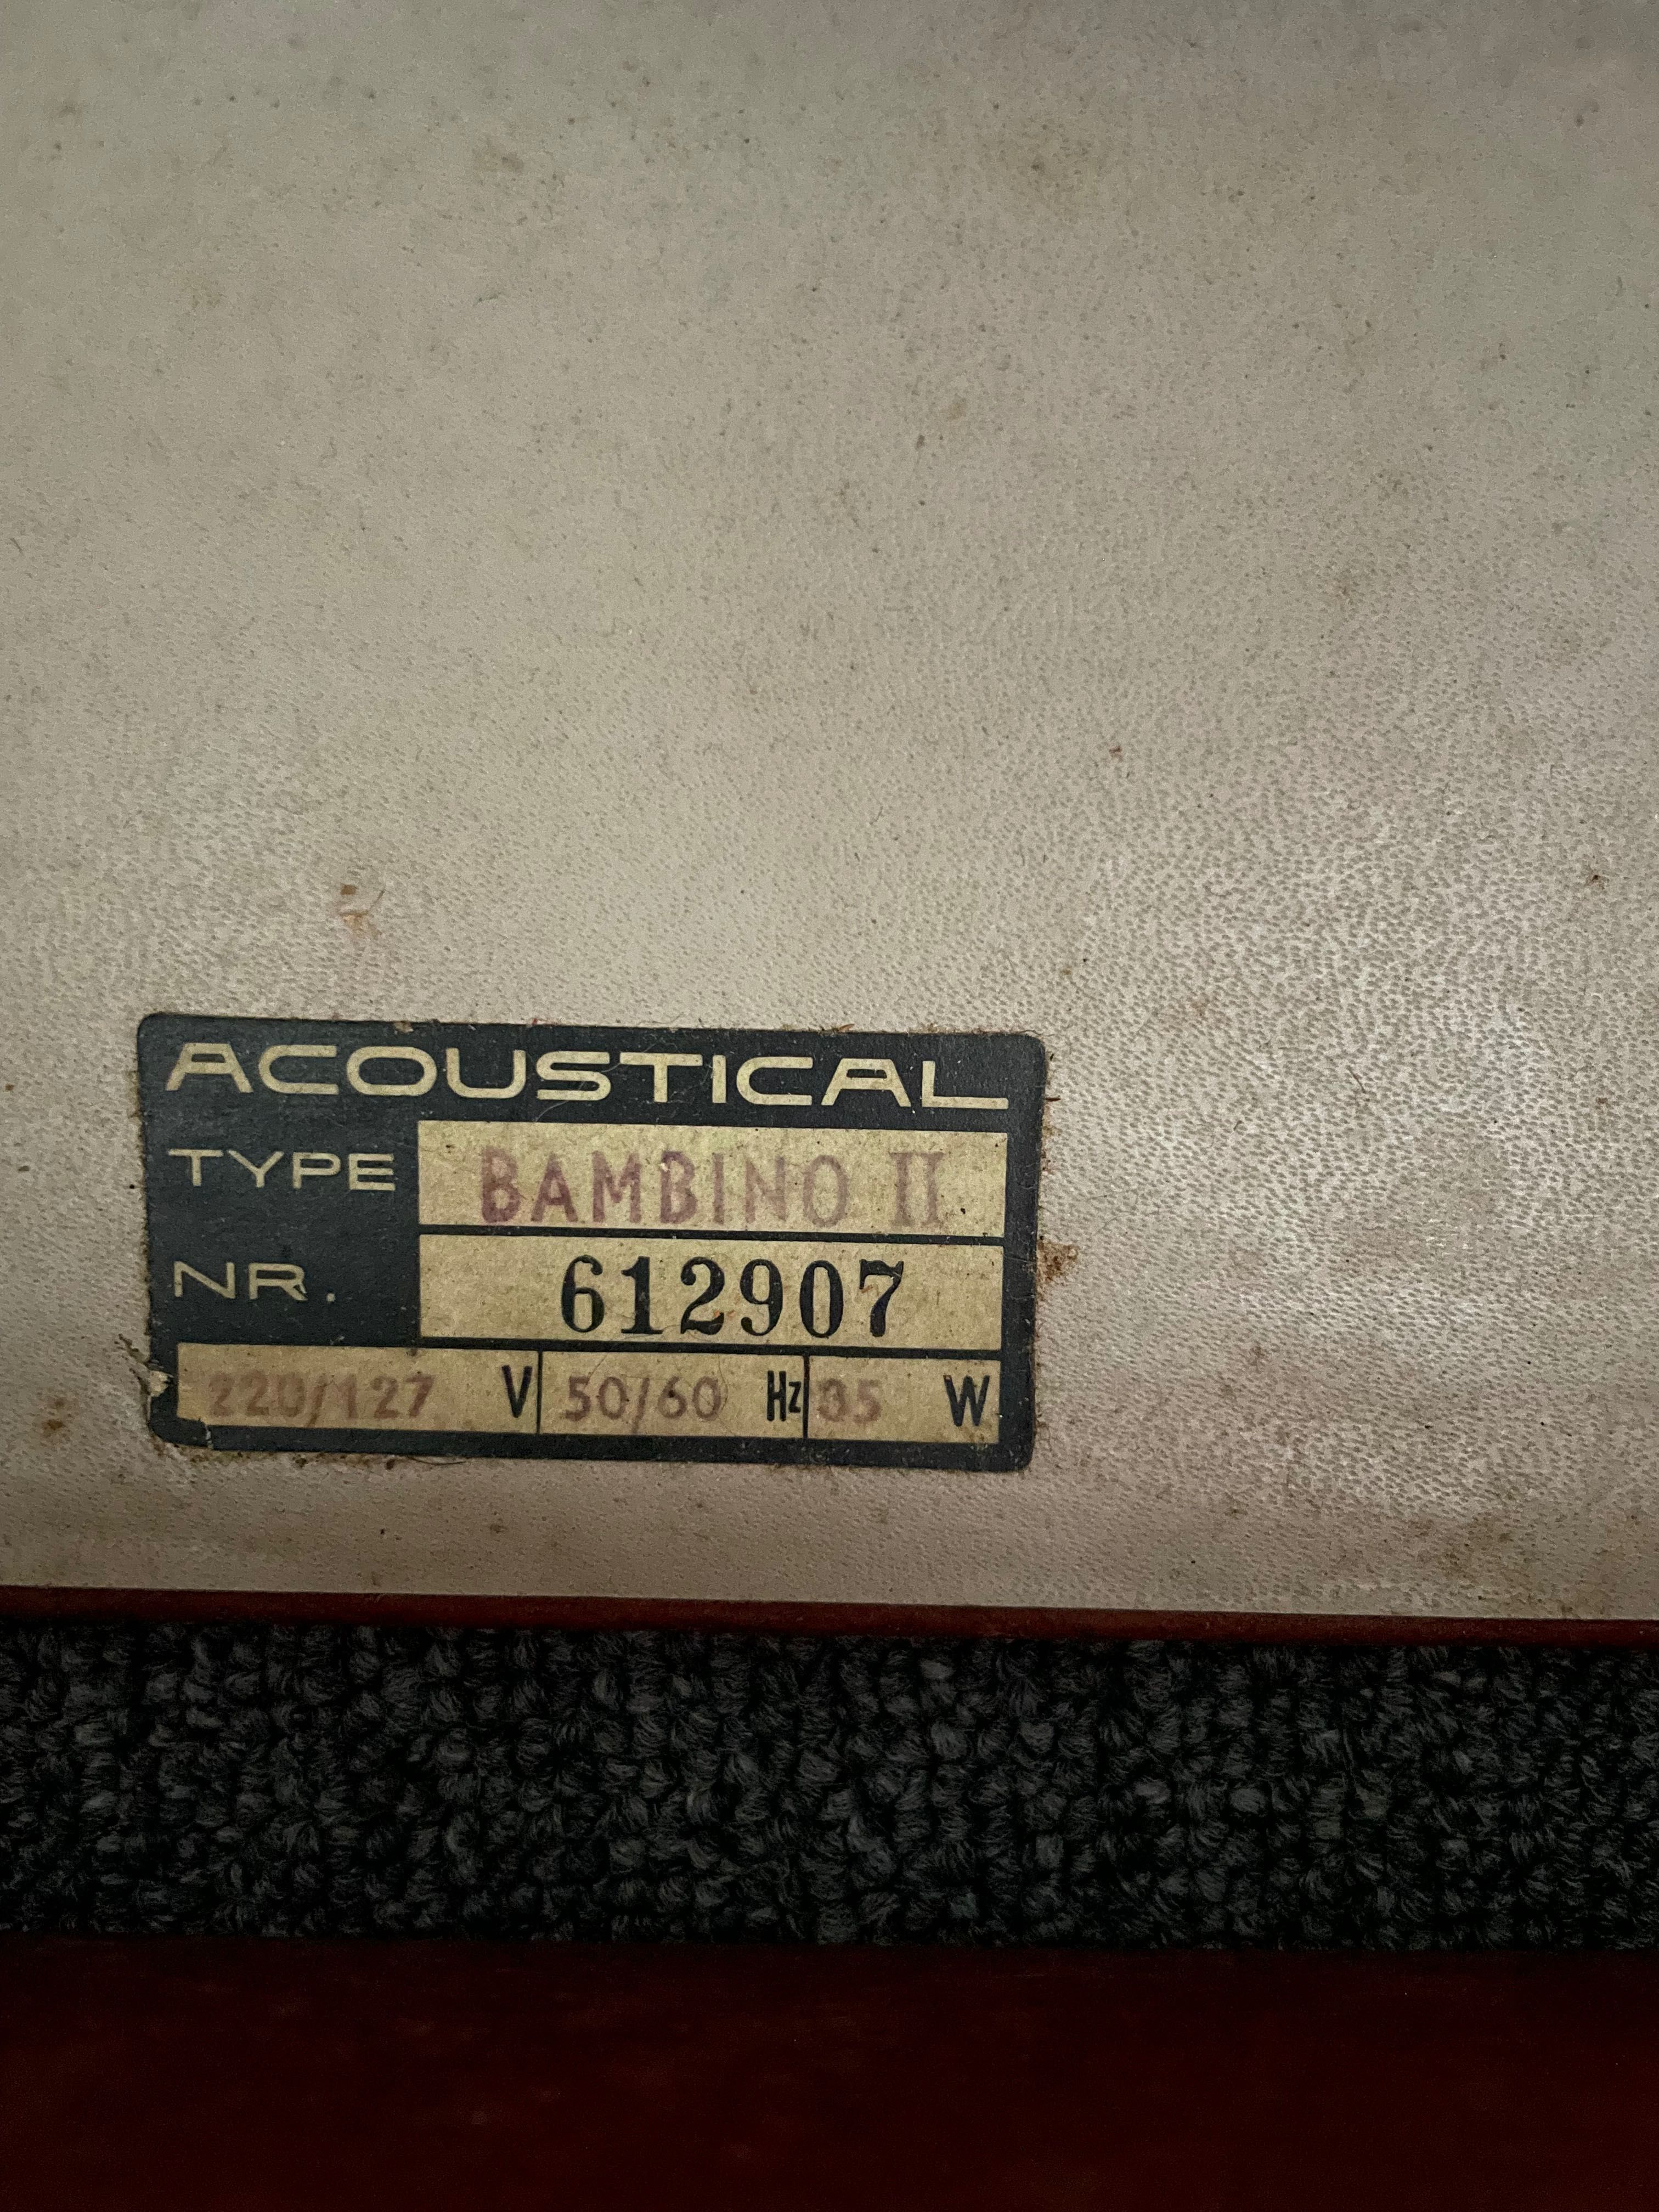 ACOUSTICAL
TYPE BAMBINO II
NR. 612907
220/127 V 50/60 Hz 35 W